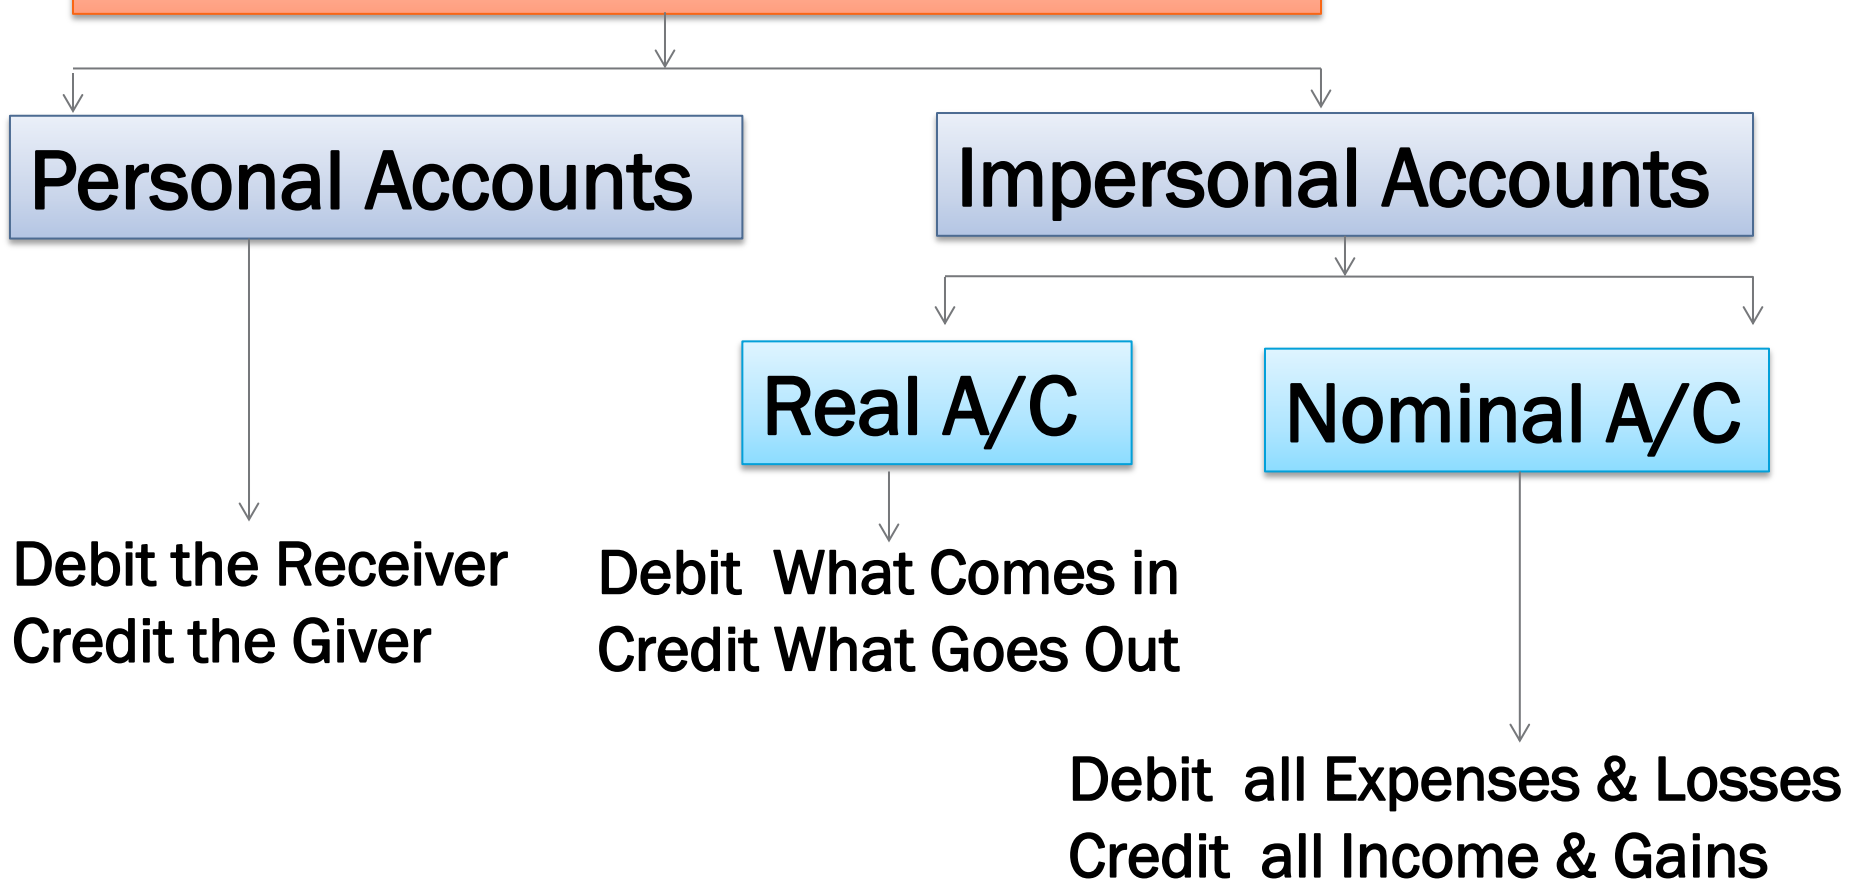 Personal Accounts
Impersonal Accounts
Real A/C
Nominal A/C
Debit the Receiver
Credit the Giver
Debit  What Comes in
Credit What Goes Out
Debit  all Expenses & Losses
Credit  all Income & Gains